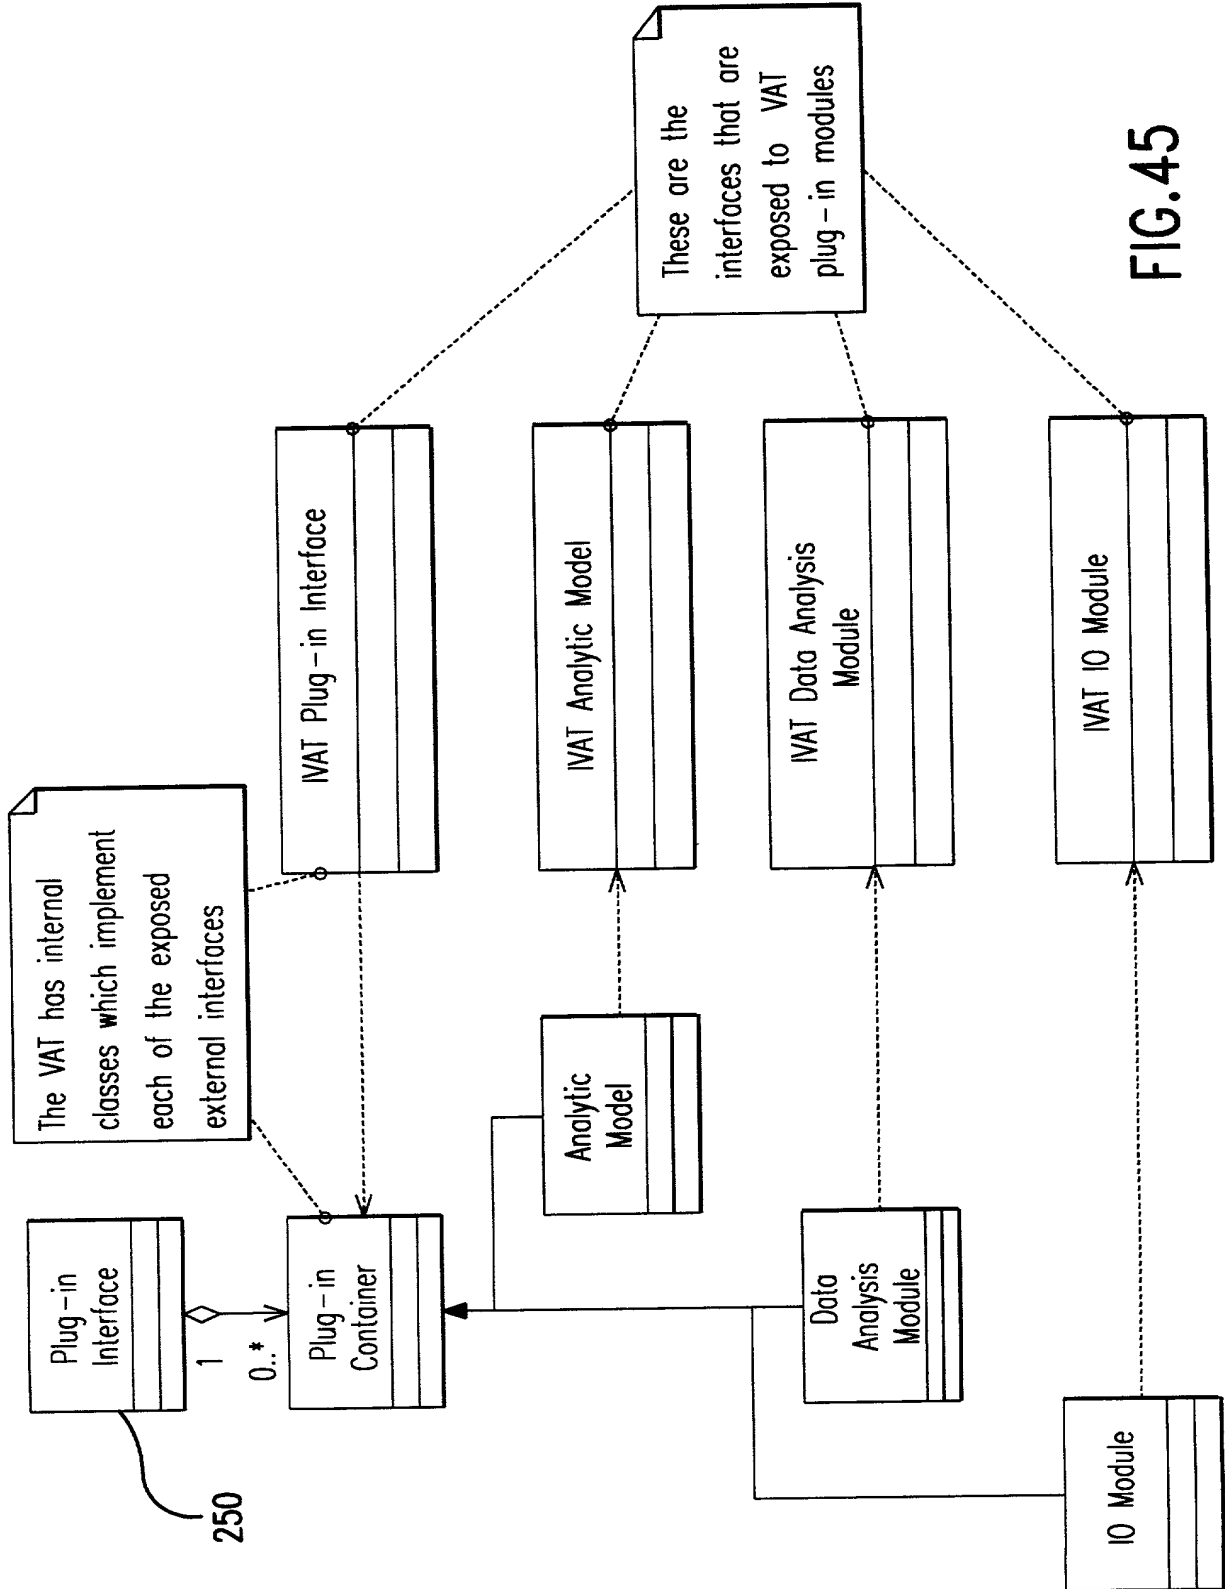 Plug-in
Interface
250
1
0..*
Plug-in
Container
The VAT has internal
classes which implement
each of the exposed
external interfaces
IVAT Plug-in Interface
Analytic
Model
IVAT Analytic Model
These are the
interfaces that are
exposed to VAT
plug-in modules
Data
Analysis
Module
IVAT Data Analysis
Module
IO Module
IVAT IO Module
FIG.45